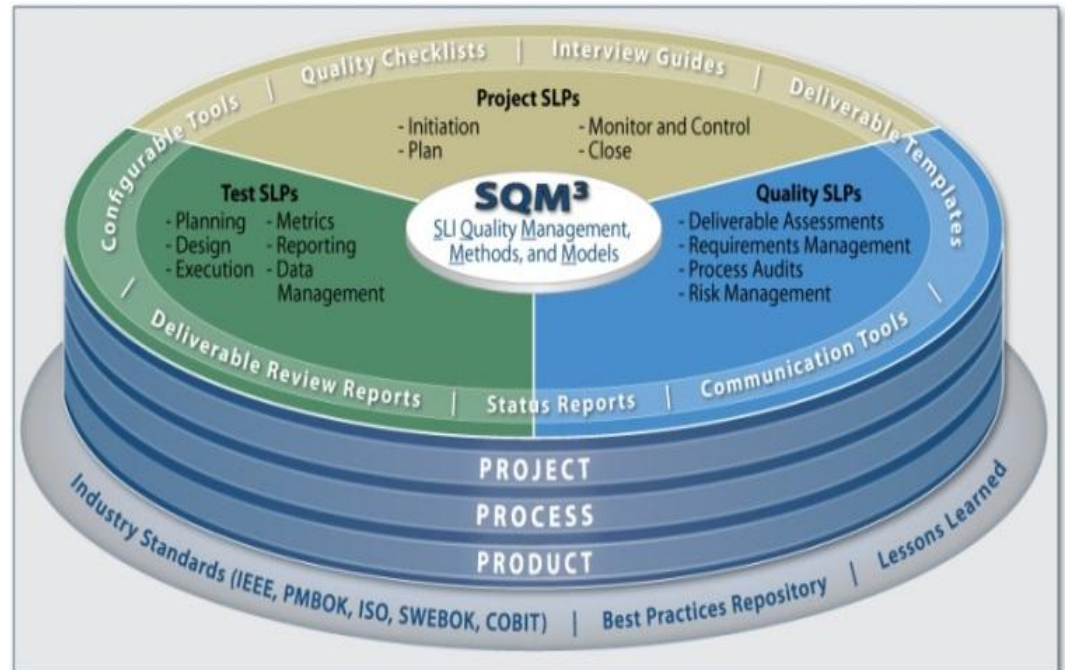 Configurable Tools | Quality Checklists | Interview Guides | Deliverable Templates |
Project SLPs
- Initiation
- Plan
- Monitor and Control
- Close
Test SLPs
- Planning
- Design
- Execution
- Metrics
- Reporting
- Data
Management
SQM³
SLI Quality Management,
Methods, and Models
Quality SLPs
- Deliverable Assessments
- Requirements Management
- Process Audits
- Risk Management
| Deliverable Review Reports | Status Reports | Communication Tools
PROJECT
PROCESS
PRODUCT
Industry Standards (IEEE, PMBOK, ISO, SWEBOK, COBIT) | Best Practices Repository | Lessons Learned